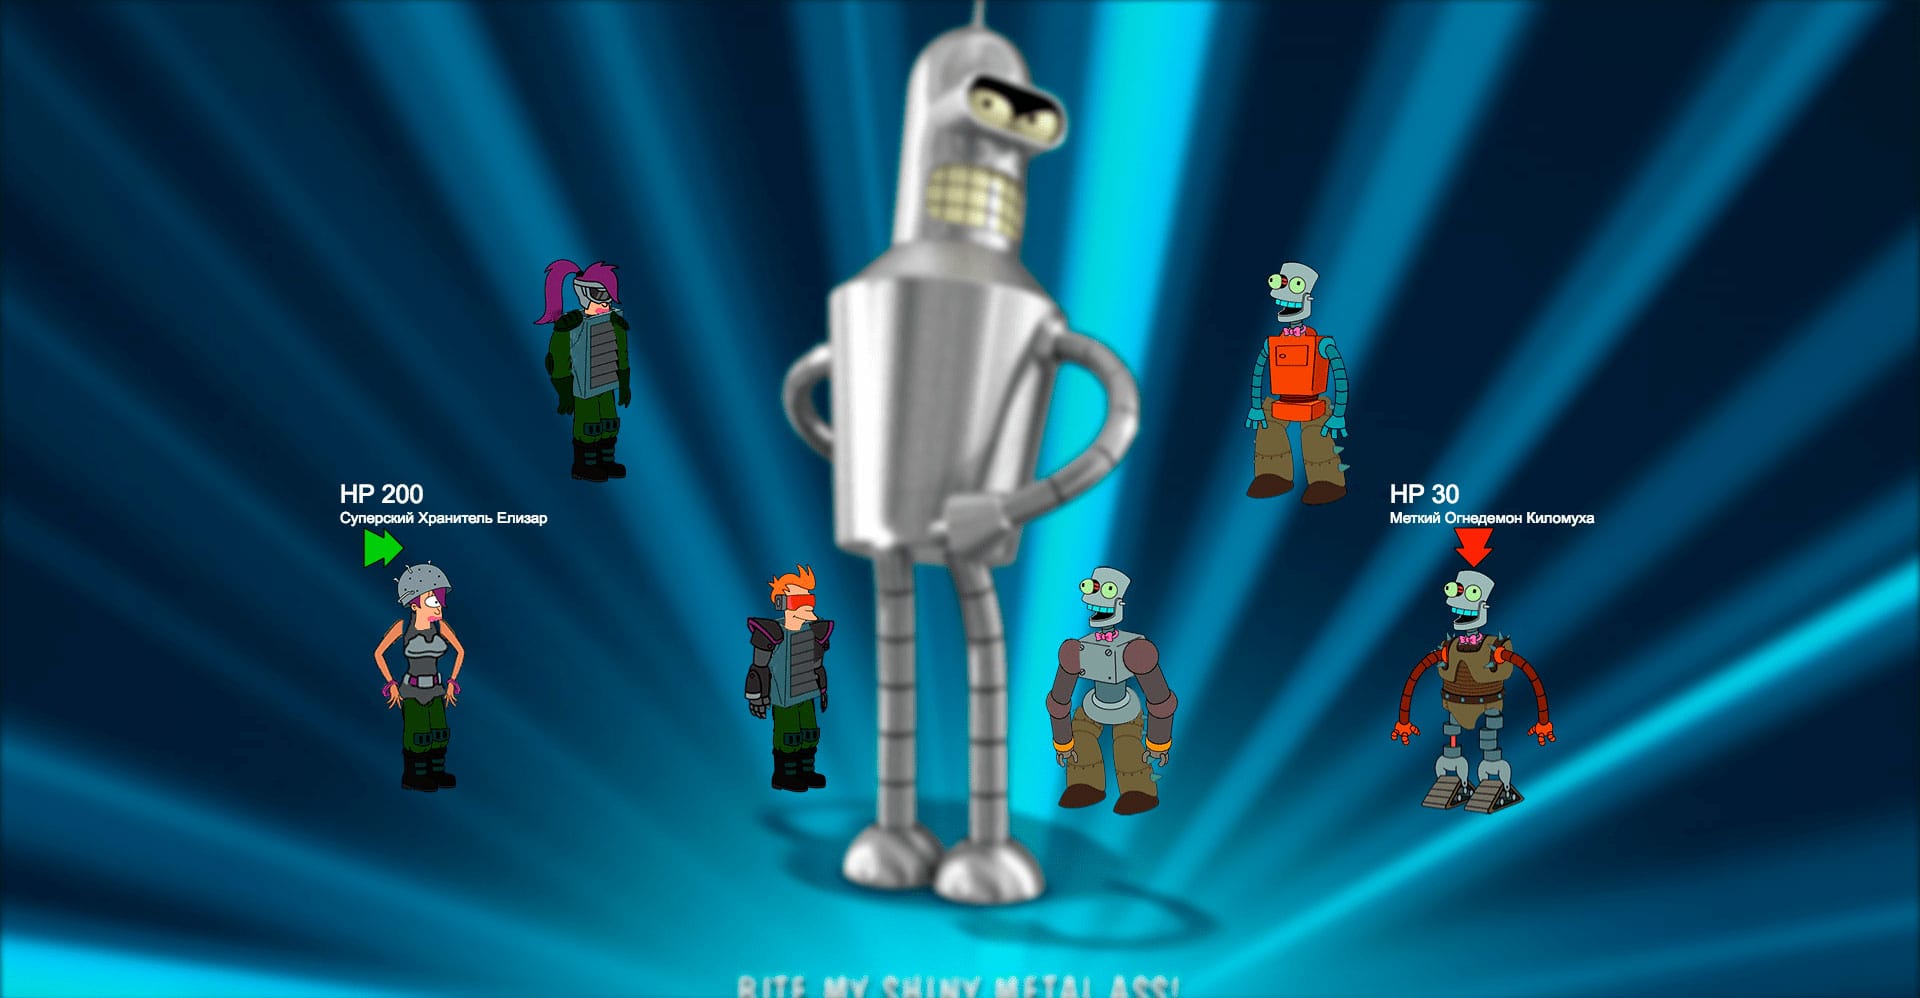 HP 200
Суперский Хранитель Елизар
HP 30
Меткий Огнедемон Киломуха
BITE MY SHINY METAL ASS!